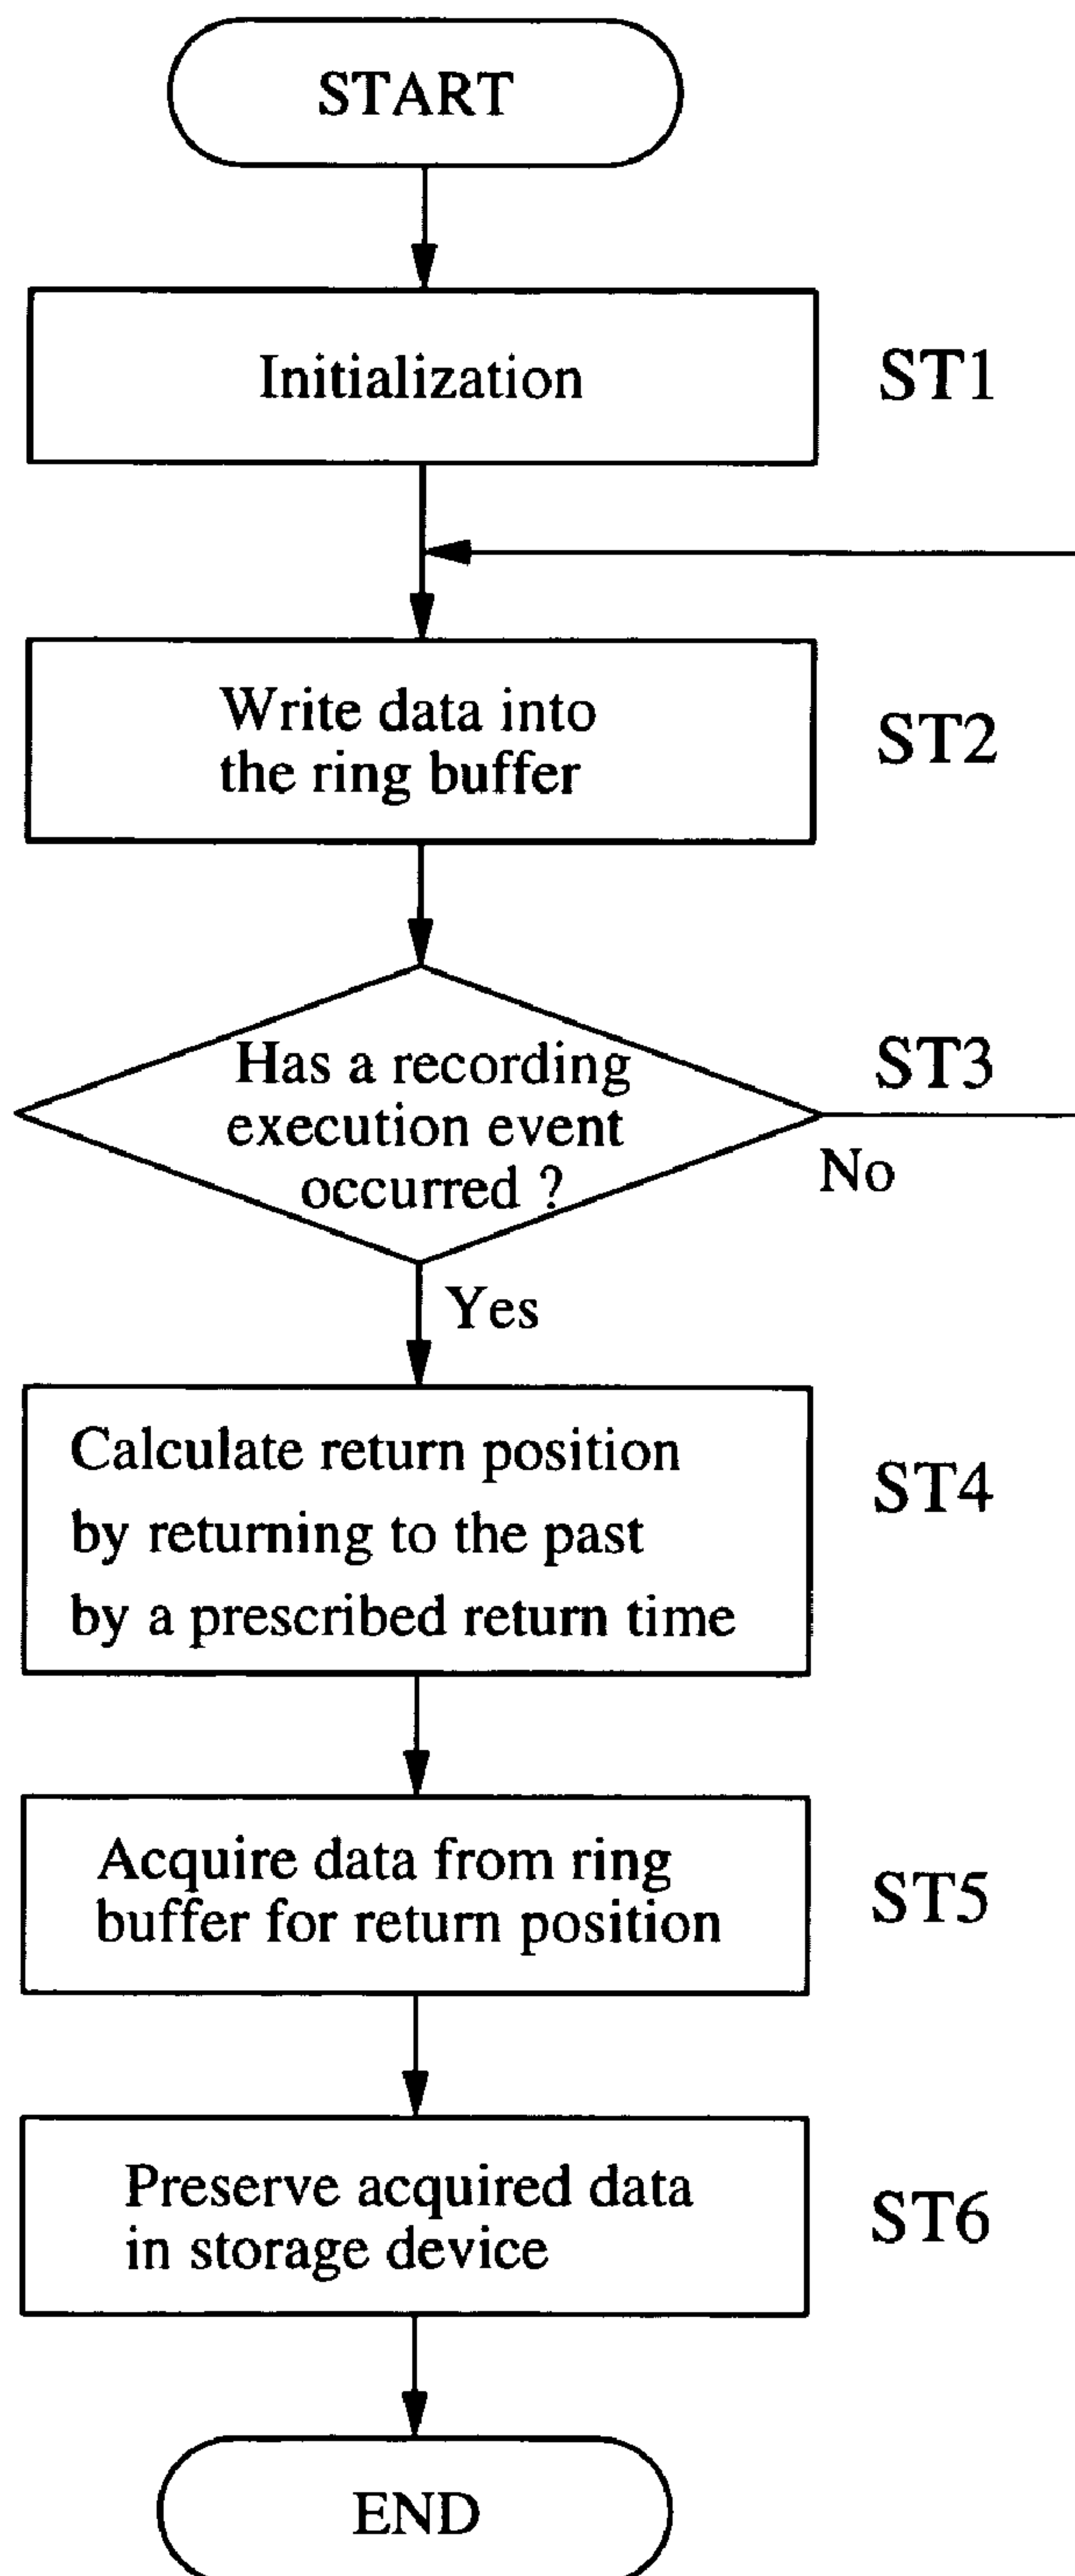 START
Initialization
ST1
Write data into
the ring buffer
ST2
Has a recording
execution event
occurred ?
ST3
No
Yes
Calculate return position
by returning to the past
by a prescribed return time
ST4
Acquire data from ring
buffer for return position
ST5
Preserve acquired data
in storage device
ST6
END